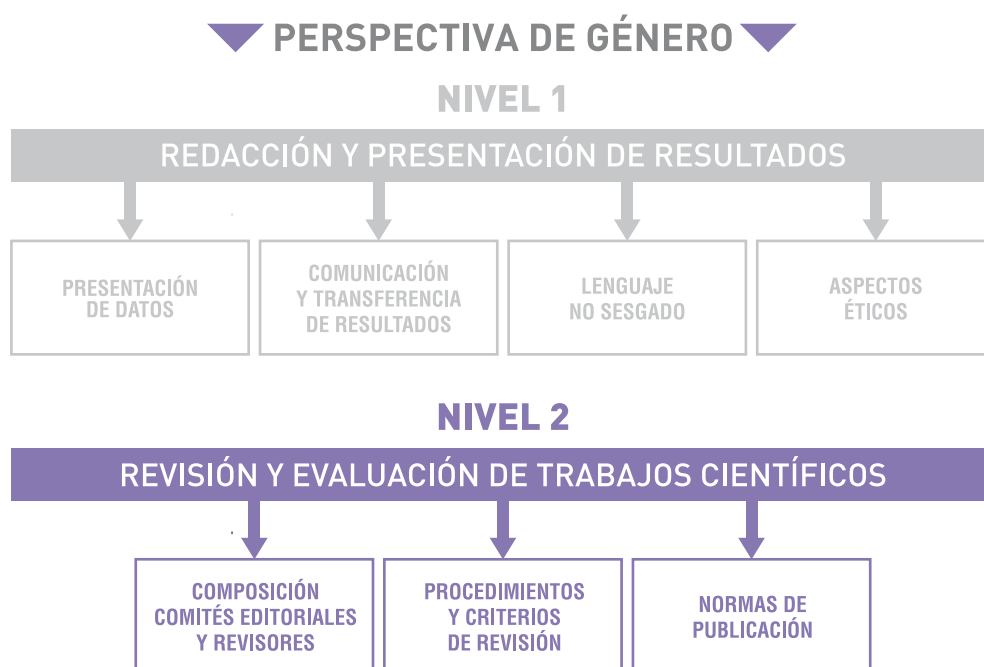 PERSPECTIVA DE GÉNERO
NIVEL 1
REDACCIÓN Y PRESENTACIÓN DE RESULTADOS
PRESENTACIÓN
DE DATOS
COMUNICACIÓN
Y TRANSFERENCIA
DE RESULTADOS
LENGUAJE
NO SESGADO
ASPECTOS
ÉTICOS
NIVEL 2
REVISIÓN Y EVALUACIÓN DE TRABAJOS CIENTÍFICOS
COMPOSICIÓN
COMITÉS EDITORIALES
Y REVISORES
PROCEDIMIENTOS
Y CRITERIOS
DE REVISIÓN
NORMAS DE
PUBLICACIÓN